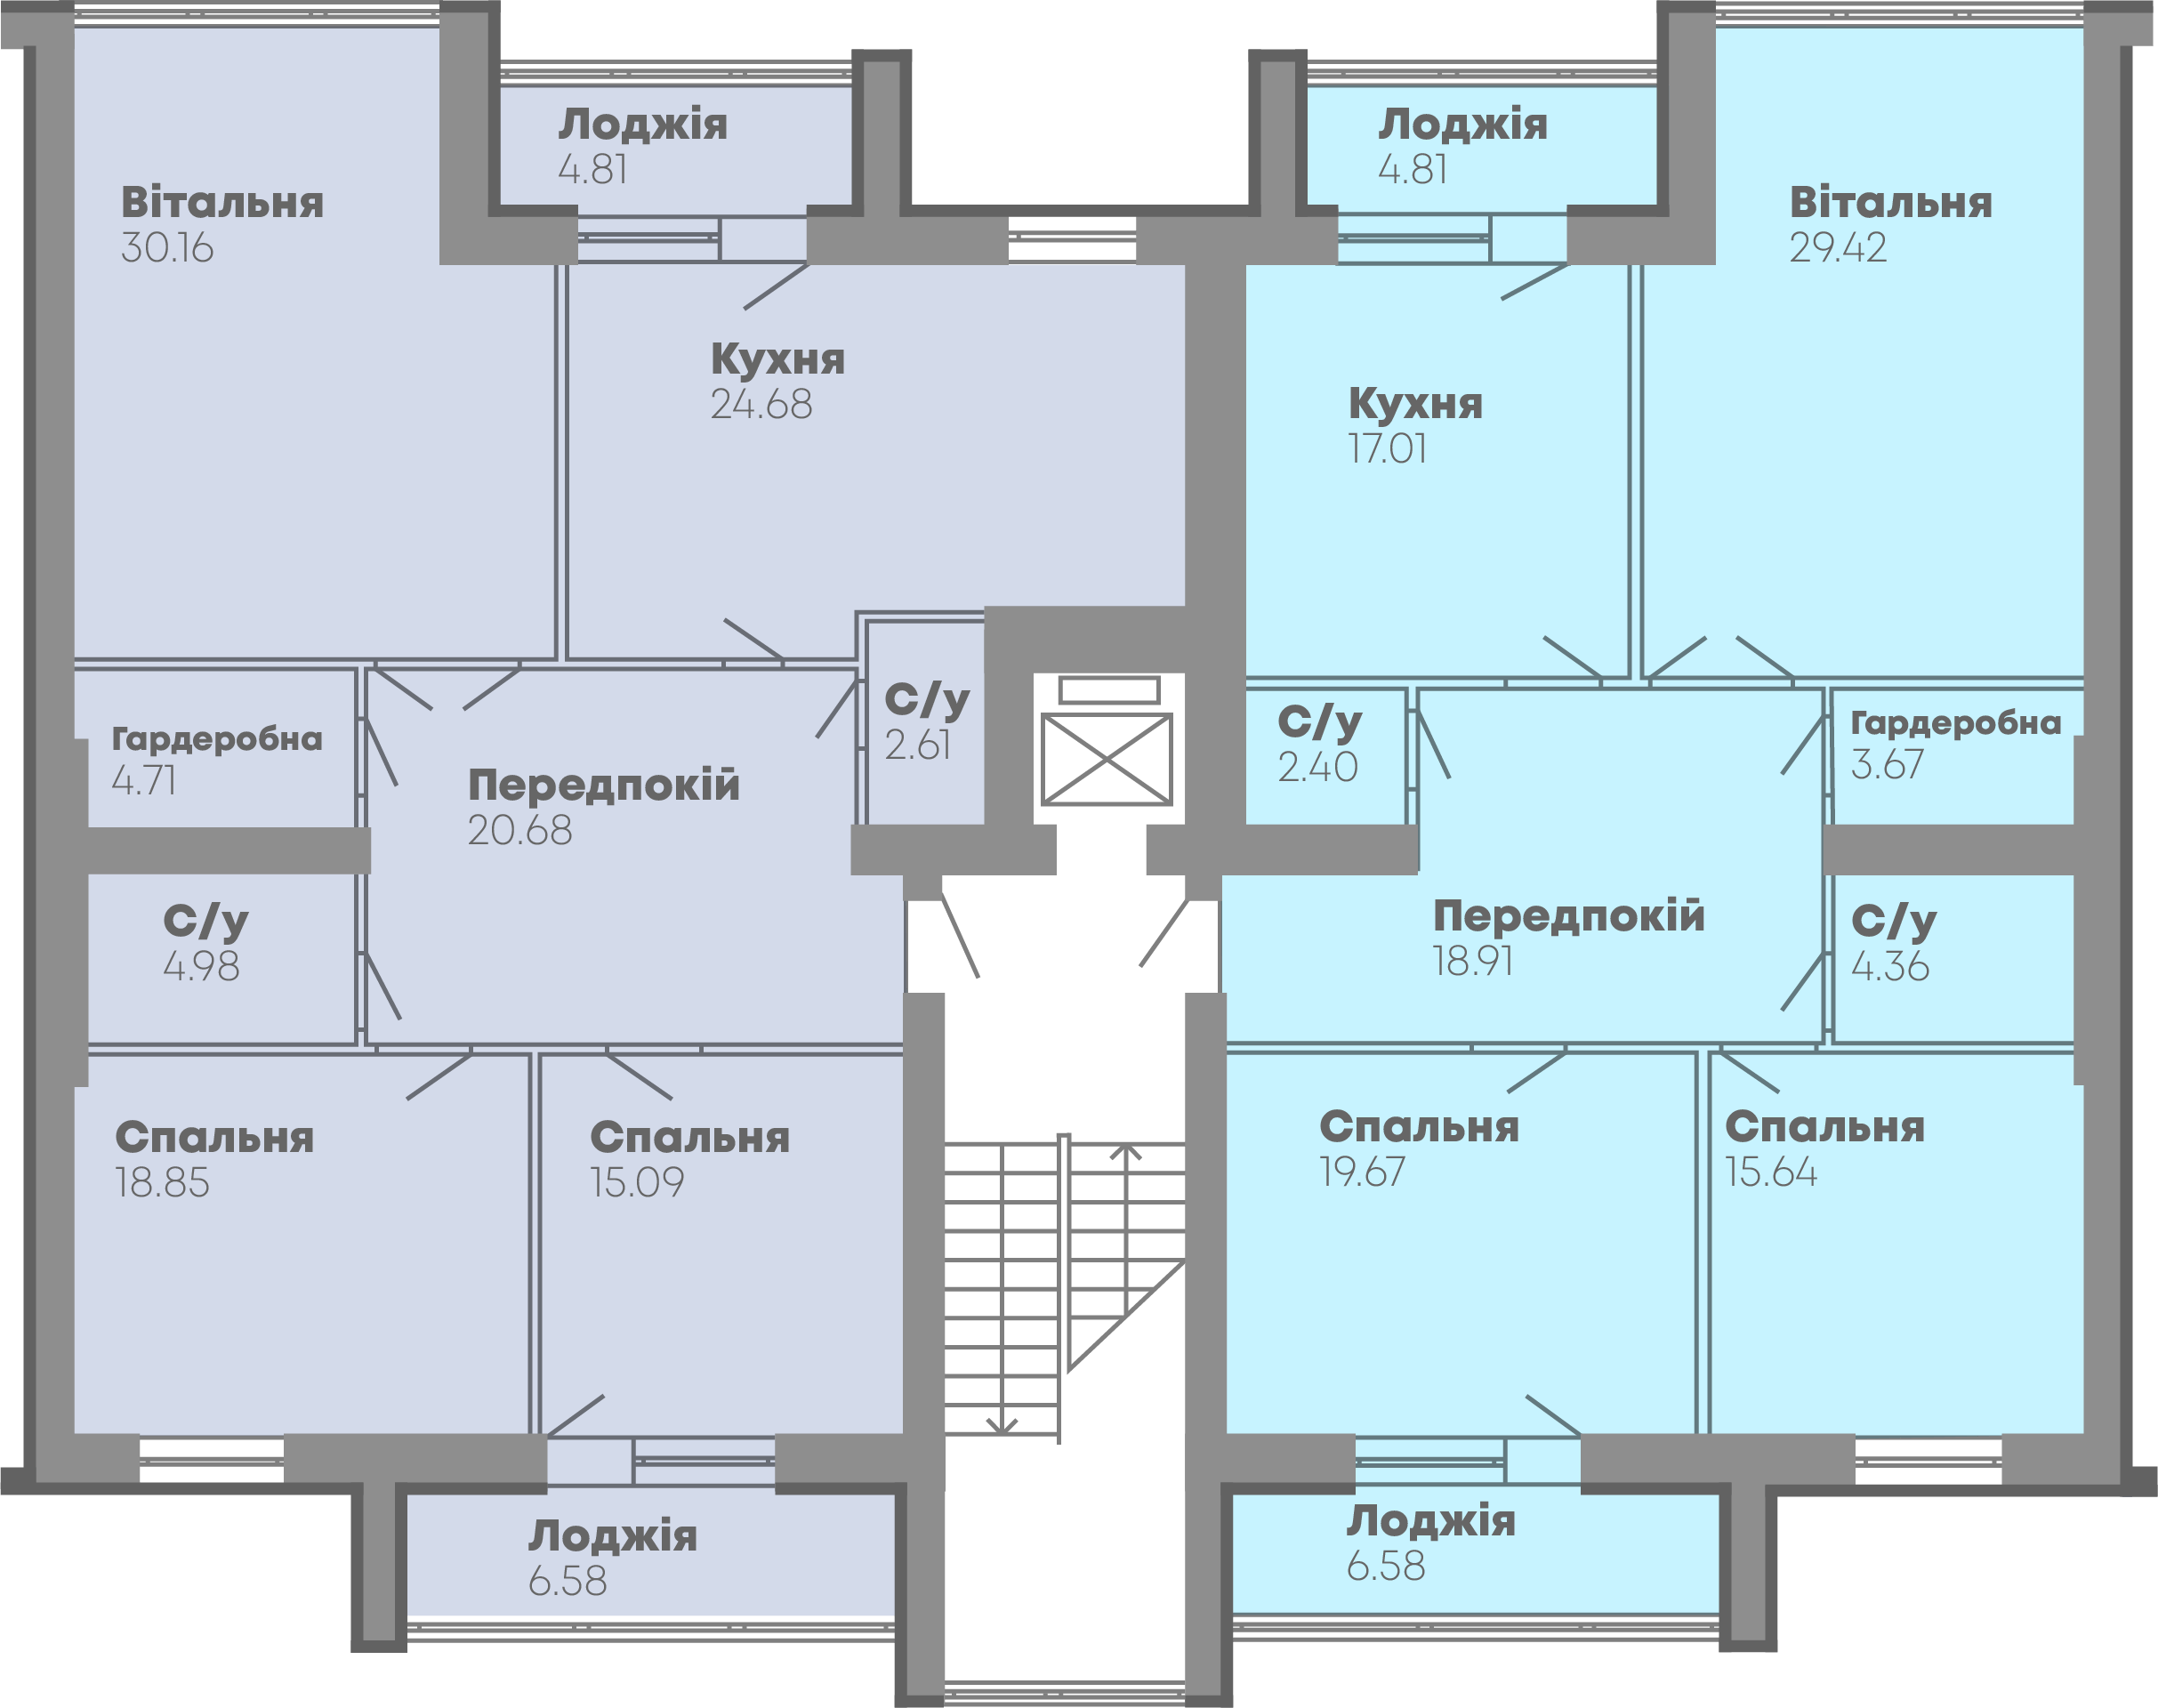 Лоджія
4.81
Лоджія
4.81
Вітальня
30.16
Вітальня
29.42
Кухня
24.68
Кухня
17.01
С/у
2.61
С/у
2.40
Гардеробна
4.71
Гардеробна
3.67
Передпокій
20.68
Передпокій
18.91
С/у
4.98
С/у
4.36
Спальня
18.85
Спальня
15.09
Спальня
19.67
Спальня
15.64
Лоджія
6.58
Лоджія
6.58